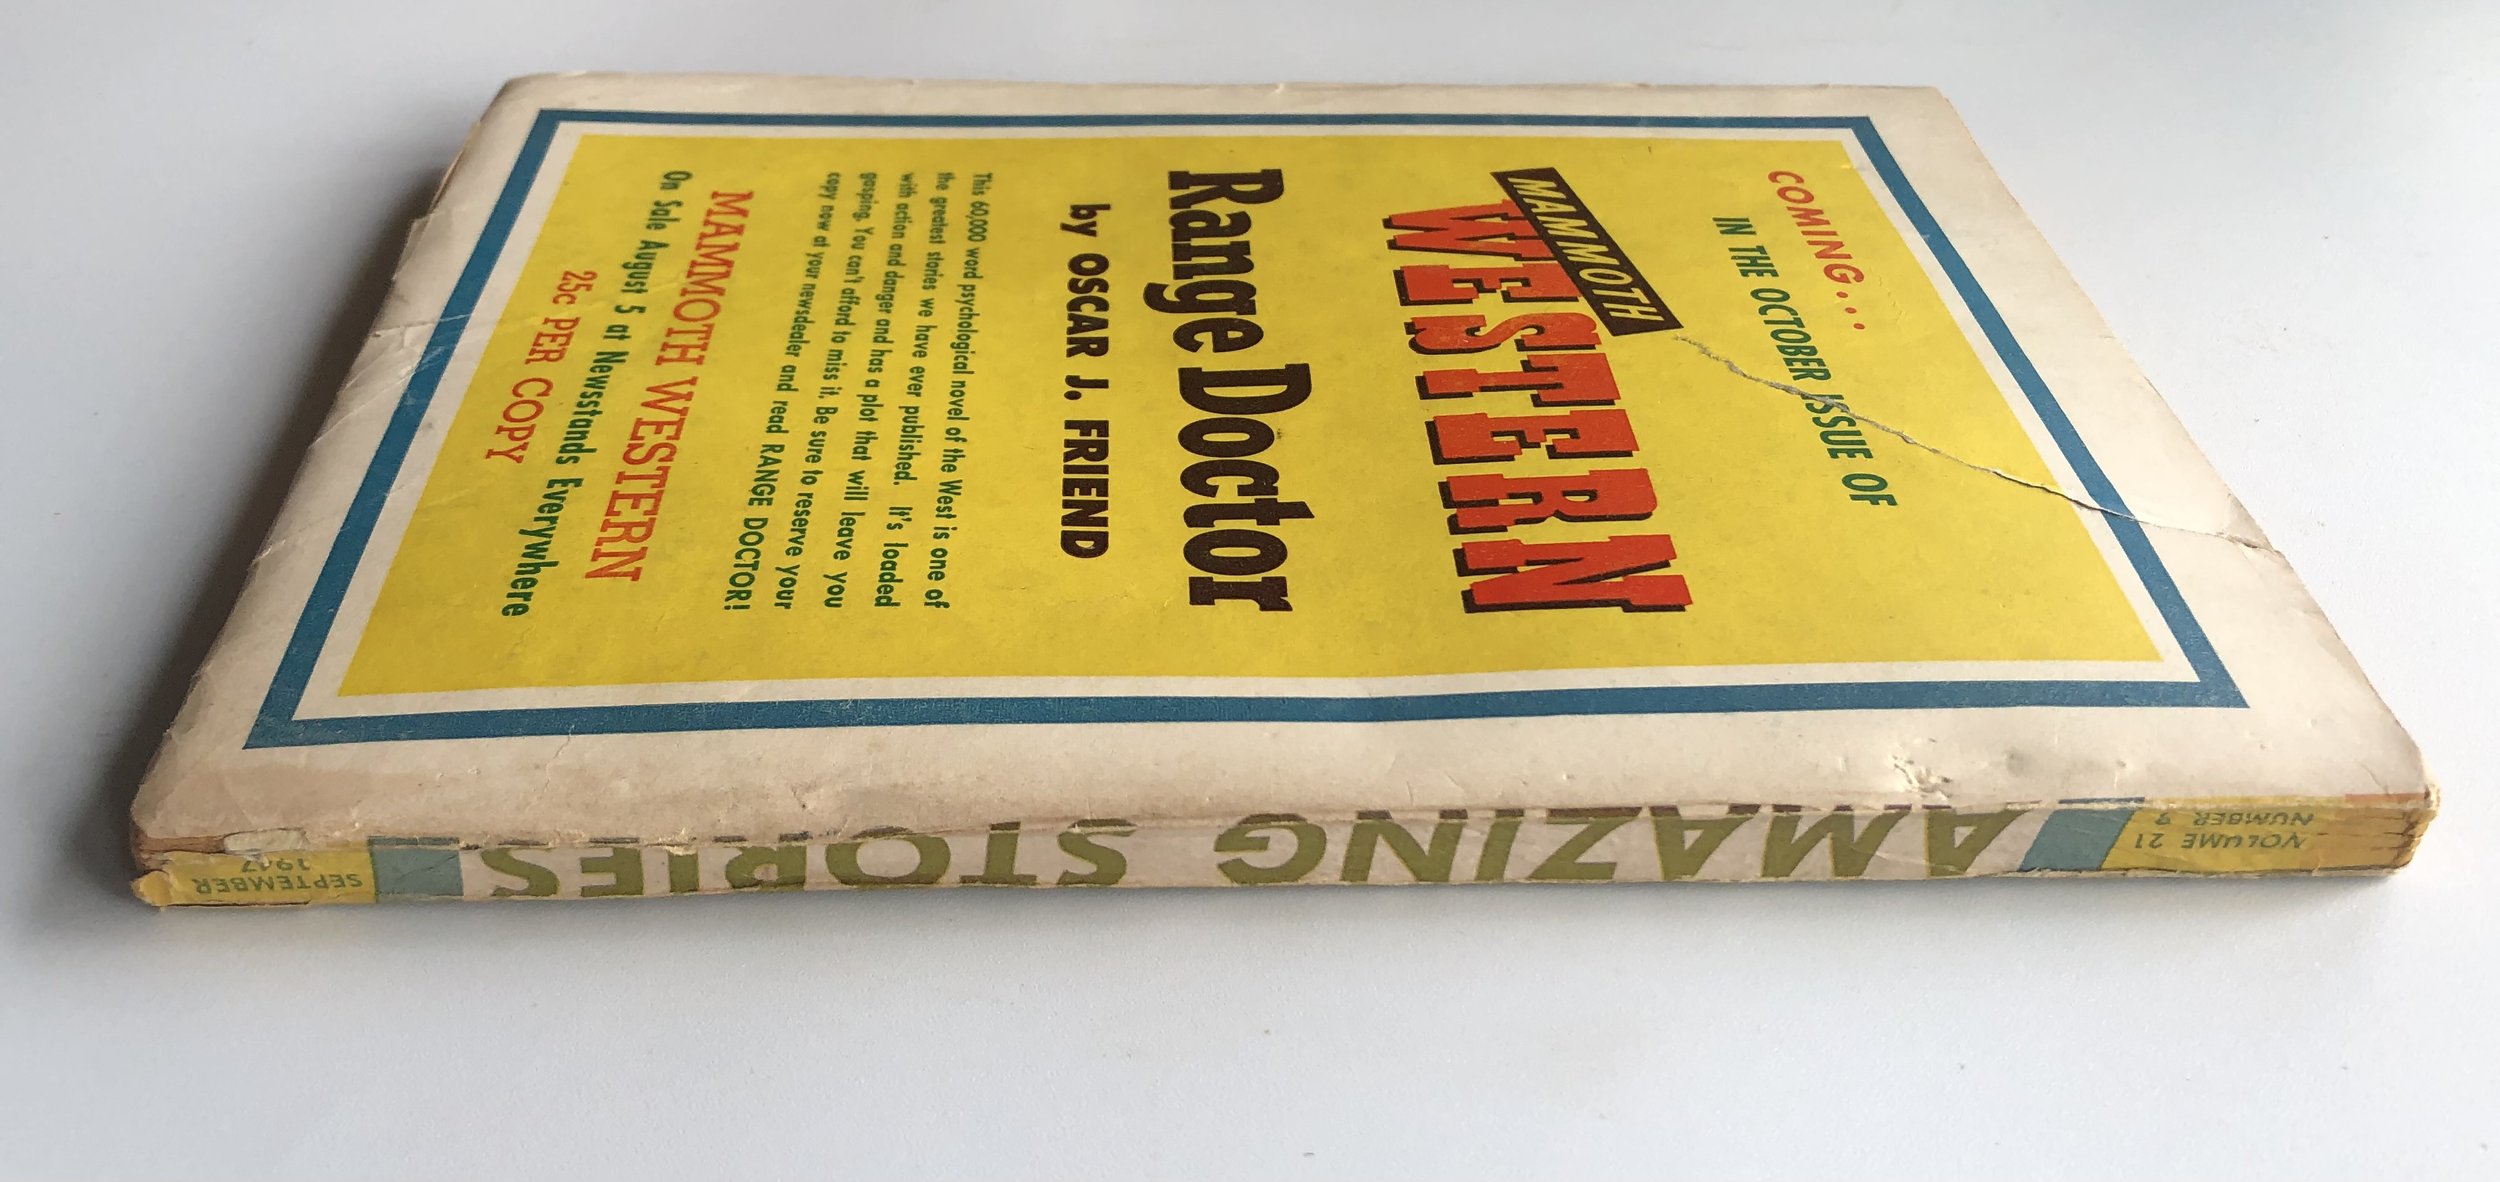 COMING...
IN THE OCTOBER ISSUE OF
MAMMOTH
WESTERN
Range Doctor
by OSCAR J. FRIEND
This 60,000 word psychological novel of the West is one of
the greatest stories we have ever published. It's loaded
with action and danger and has a plot that will leave you
gasping. You can't afford to miss it. Be sure to reserve your
copy now at your newsdealer and read RANGE DOCTOR!
MAMMOTH WESTERN
On Sale August 5 at Newsstands Everywhere
25c PER COPY
VOLUME 21
NUMBER 9
AMAZING STORIES
SEPTEMBER
1947